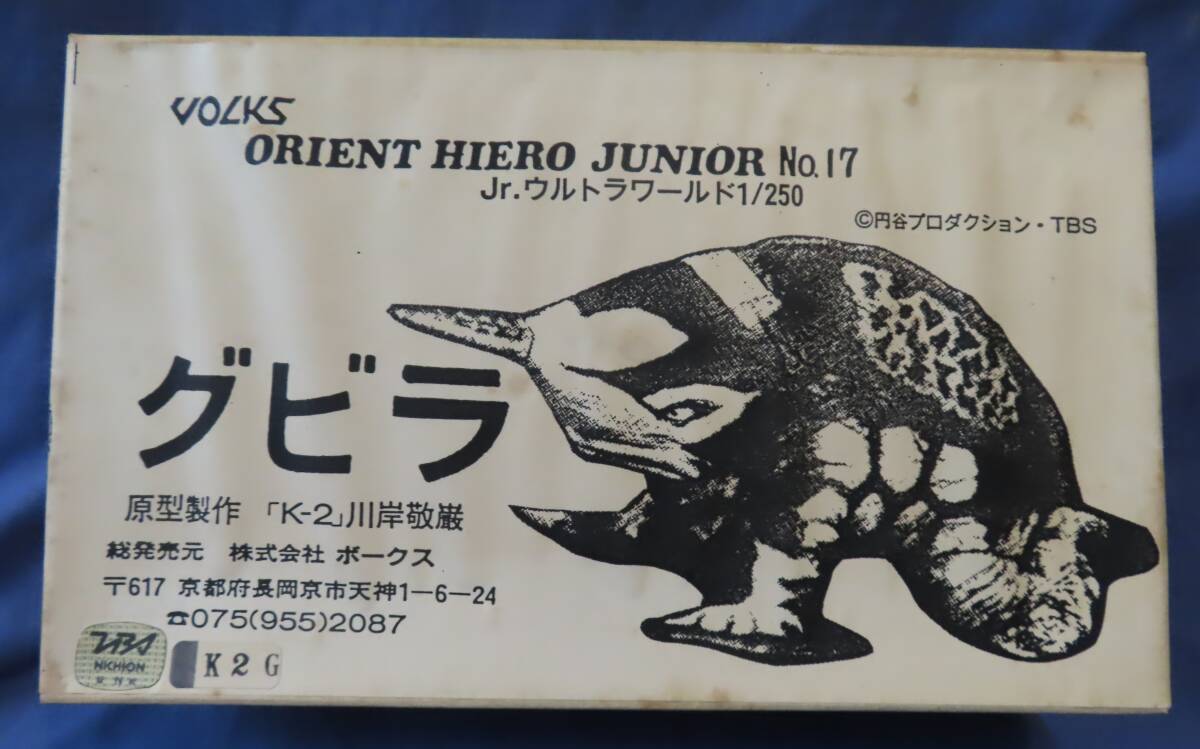 VOLKS
ORIENT HIERO JUNIOR No.17
Jr.ウルトラワールド1/250
©円谷プロダクション・TBS
グビラ
原型製作 「K-2」川岸敬厳
総発売元 株式会社 ボークス
〒617 京都府長岡京市天神1-6-24
☎075(955)2087
NICHION
K2G